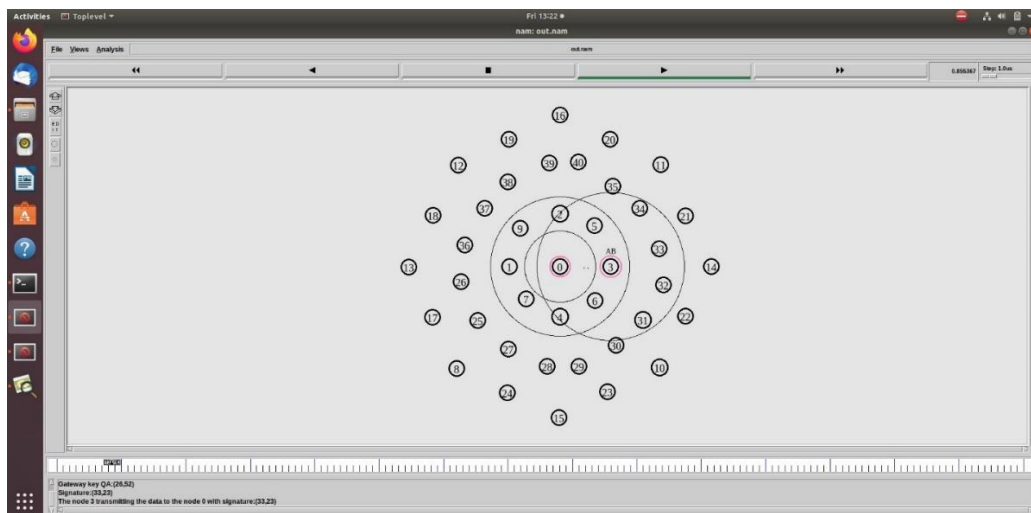 Activities Toplevel Fri 13:22
nam: out.nam
File Views Analysis out.nam
0.855367 Step: 1.0us
16
19 20
39 40
12 11
38 35
37 34
18 2 21
9 5
36 33
AB
13 1 0 3 14
26 32
7 6
17 25 4 31 22
30
27
8 28 29 10
24 23
15
Gateway key QA:(26,52)
Signature:(33,23)
The node 3 transmitting the data to the node 0 with signature:(33,23)